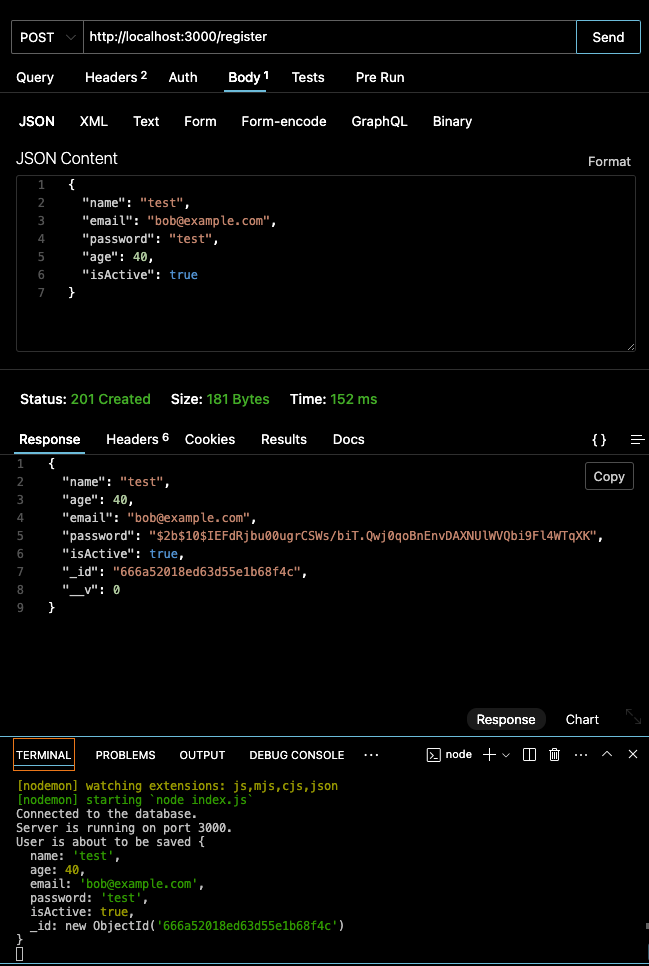 POST http://localhost:3000/register Send
Query Headers 2 Auth Body 1 Tests Pre Run
JSON XML Text Form Form-encode GraphQL Binary
JSON Content
Format
1 {
2 "name": "test",
3 "email": "bob@example.com",
4 "password": "test",
5 "age": 40,
6 "isActive": true
7 }
Status: 201 Created Size: 181 Bytes Time: 152 ms
Response Headers 6 Cookies Results Docs {}
1 {
Copy
2 "name": "test",
3 "age": 40,
4 "email": "bob@example.com",
5 "password": "$2b$10$IEFdRjbu00ugrCSWs/biT.Qwj0qoBnEnvDAXNUlWVQbi9Fl4WTqXK",
6 "isActive": true,
7 "_id": "666a52018ed63d55e1b68f4c",
8 "__v": 0
9 }
Response Chart
TERMINAL PROBLEMS OUTPUT DEBUG CONSOLE ··· node ···
[nodemon] watching extensions: js,mjs,cjs,json
[nodemon] starting `node index.js`
Connected to the database.
Server is running on port 3000.
User is about to be saved {
name: 'test',
age: 40,
email: 'bob@example.com',
password: 'test',
isActive: true,
_id: new ObjectId('666a52018ed63d55e1b68f4c')
}